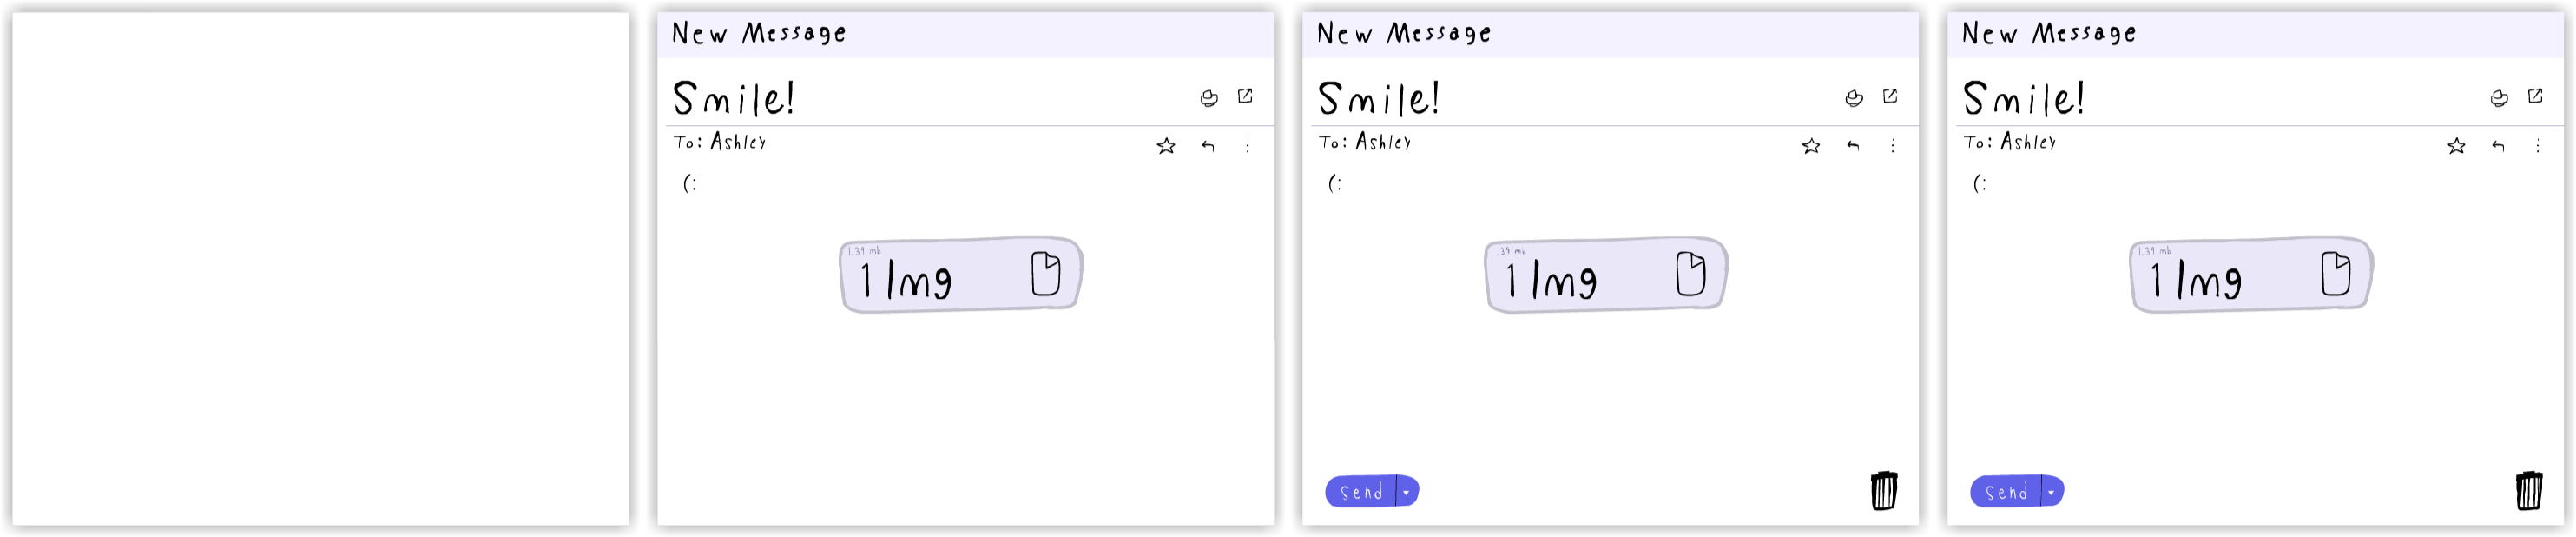 New Message
Smile!
To: Ashley
(:
1.39 mb
1 Img
New Message
Smile!
To: Ashley
(:
.39 mb
1 Img
send
New Message
Smile!
To: Ashley
(:
1.39 mb
1 Img
send